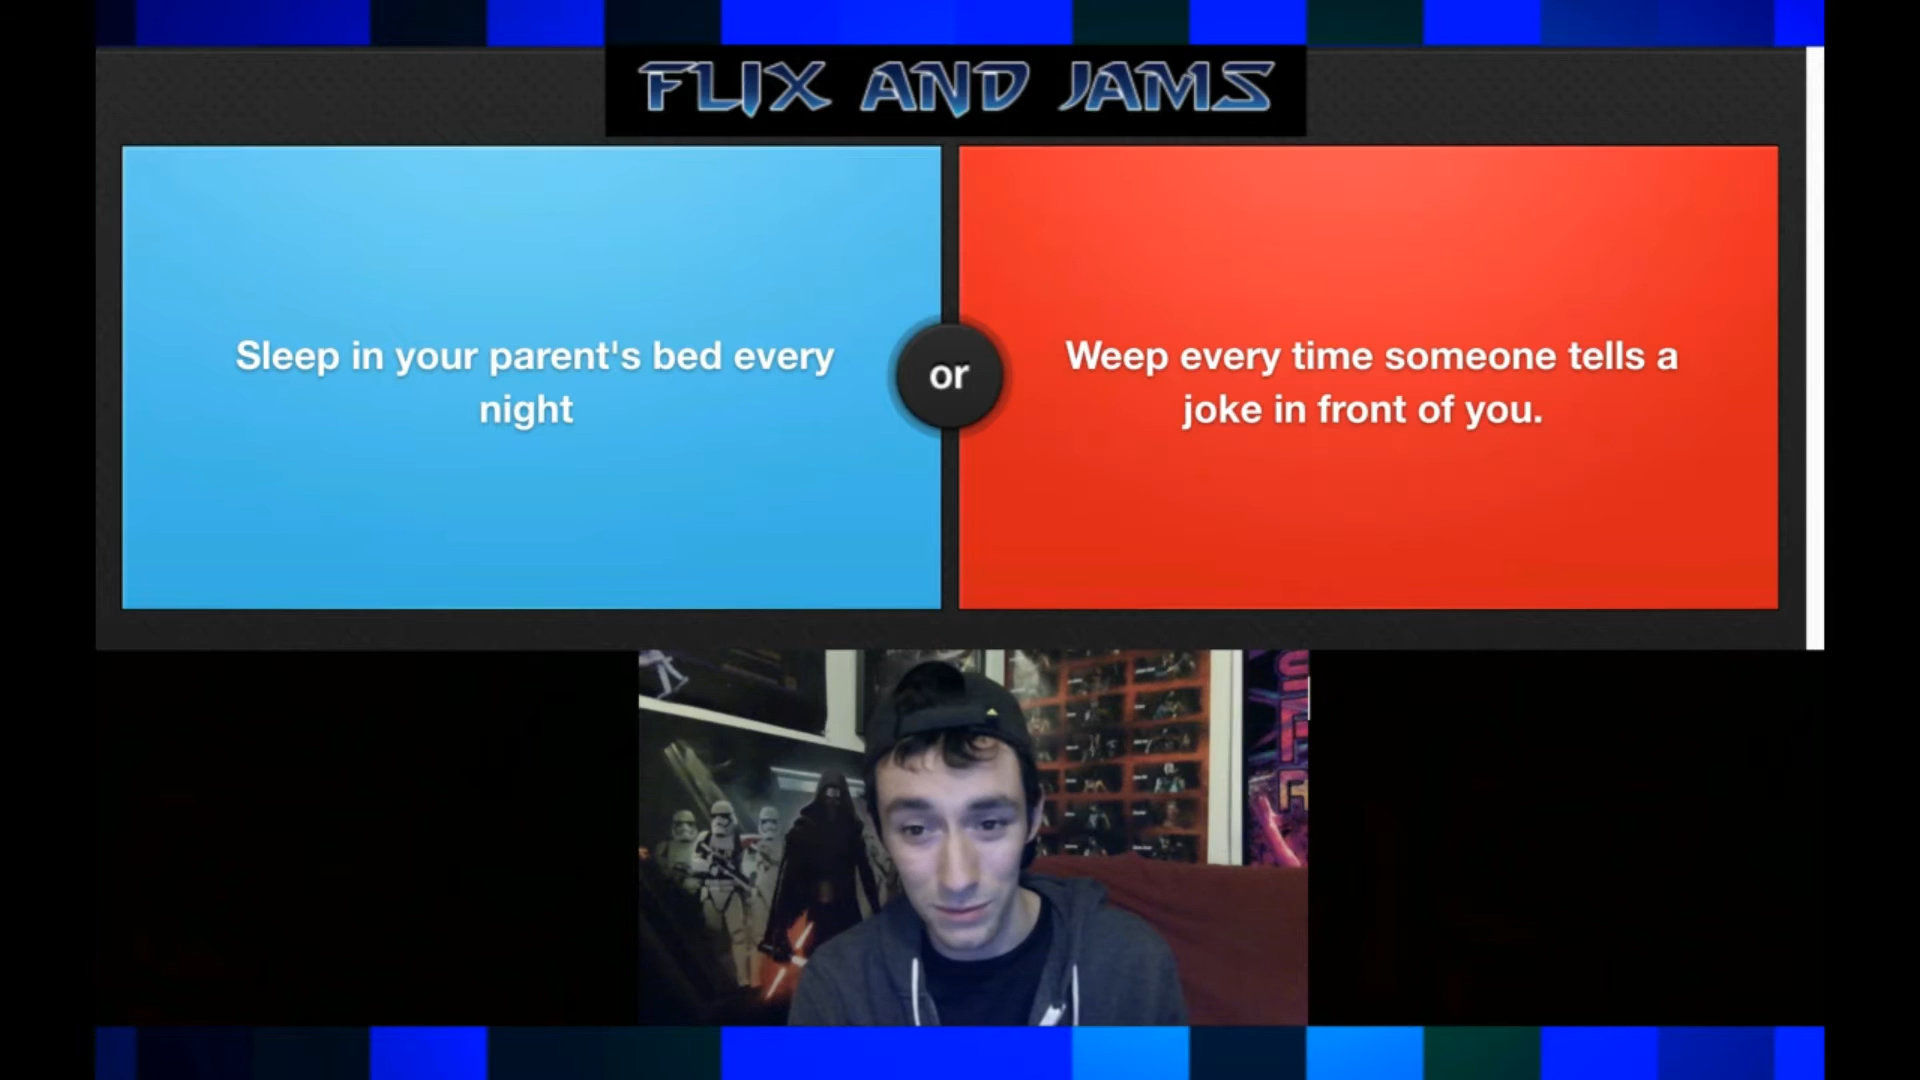 FLIX AND JAMS
Sleep in your parent's bed every
night
or
Weep every time someone tells a
joke in front of you.